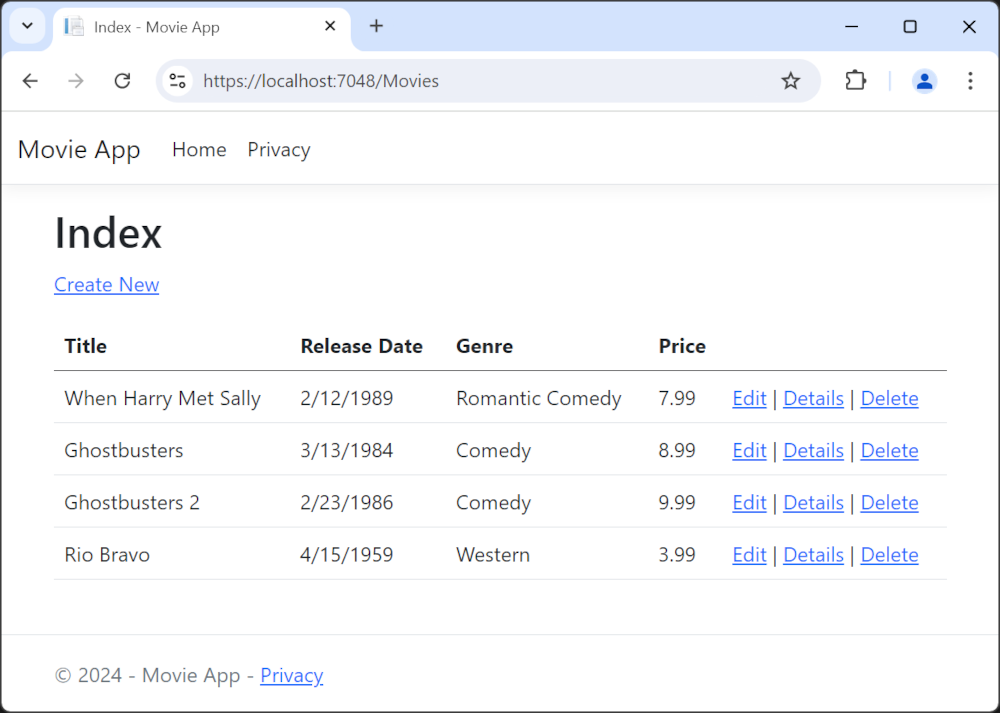 Index - Movie App
https://localhost:7048/Movies
Movie App Home Privacy
Index
Create New
Title Release Date Genre Price
When Harry Met Sally 2/12/1989 Romantic Comedy 7.99 Edit | Details | Delete
Ghostbusters 3/13/1984 Comedy 8.99 Edit | Details | Delete
Ghostbusters 2 2/23/1986 Comedy 9.99 Edit | Details | Delete
Rio Bravo 4/15/1959 Western 3.99 Edit | Details | Delete
© 2024 - Movie App - Privacy